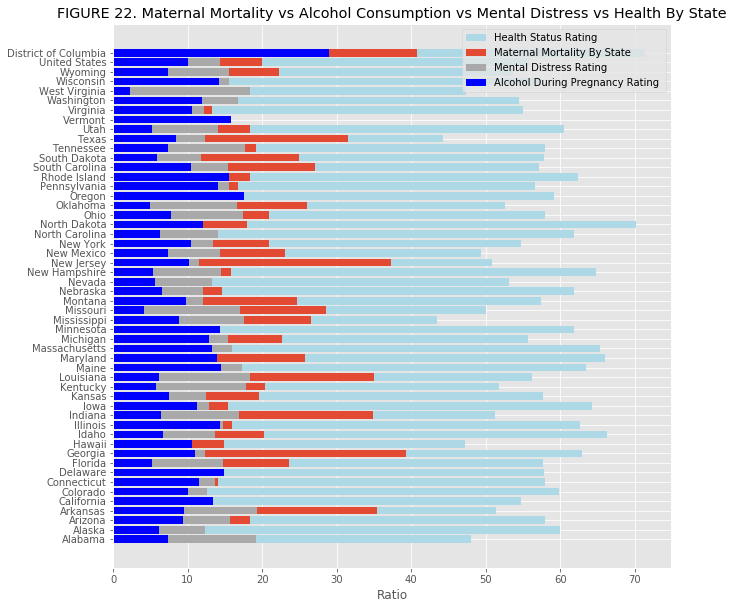 FIGURE 22. Maternal Mortality vs Alcohol Consumption vs Mental Distress vs Health By State
Health Status Rating
Maternal Mortality By State
Mental Distress Rating
Alcohol During Pregnancy Rating
District of Columbia
United States
Wyoming
Wisconsin
West Virginia
Washington
Virginia
Vermont
Utah
Texas
Tennessee
South Dakota
South Carolina
Rhode Island
Pennsylvania
Oregon
Oklahoma
Ohio
North Dakota
North Carolina
New York
New Mexico
New Jersey
New Hampshire
Nevada
Nebraska
Montana
Missouri
Mississippi
Minnesota
Michigan
Massachusetts
Maryland
Maine
Louisiana
Kentucky
Kansas
Iowa
Indiana
Illinois
Idaho
Hawaii
Georgia
Florida
Delaware
Connecticut
Colorado
California
Arkansas
Arizona
Alaska
Alabama
0 10 20 30 40 50 60 70
Ratio